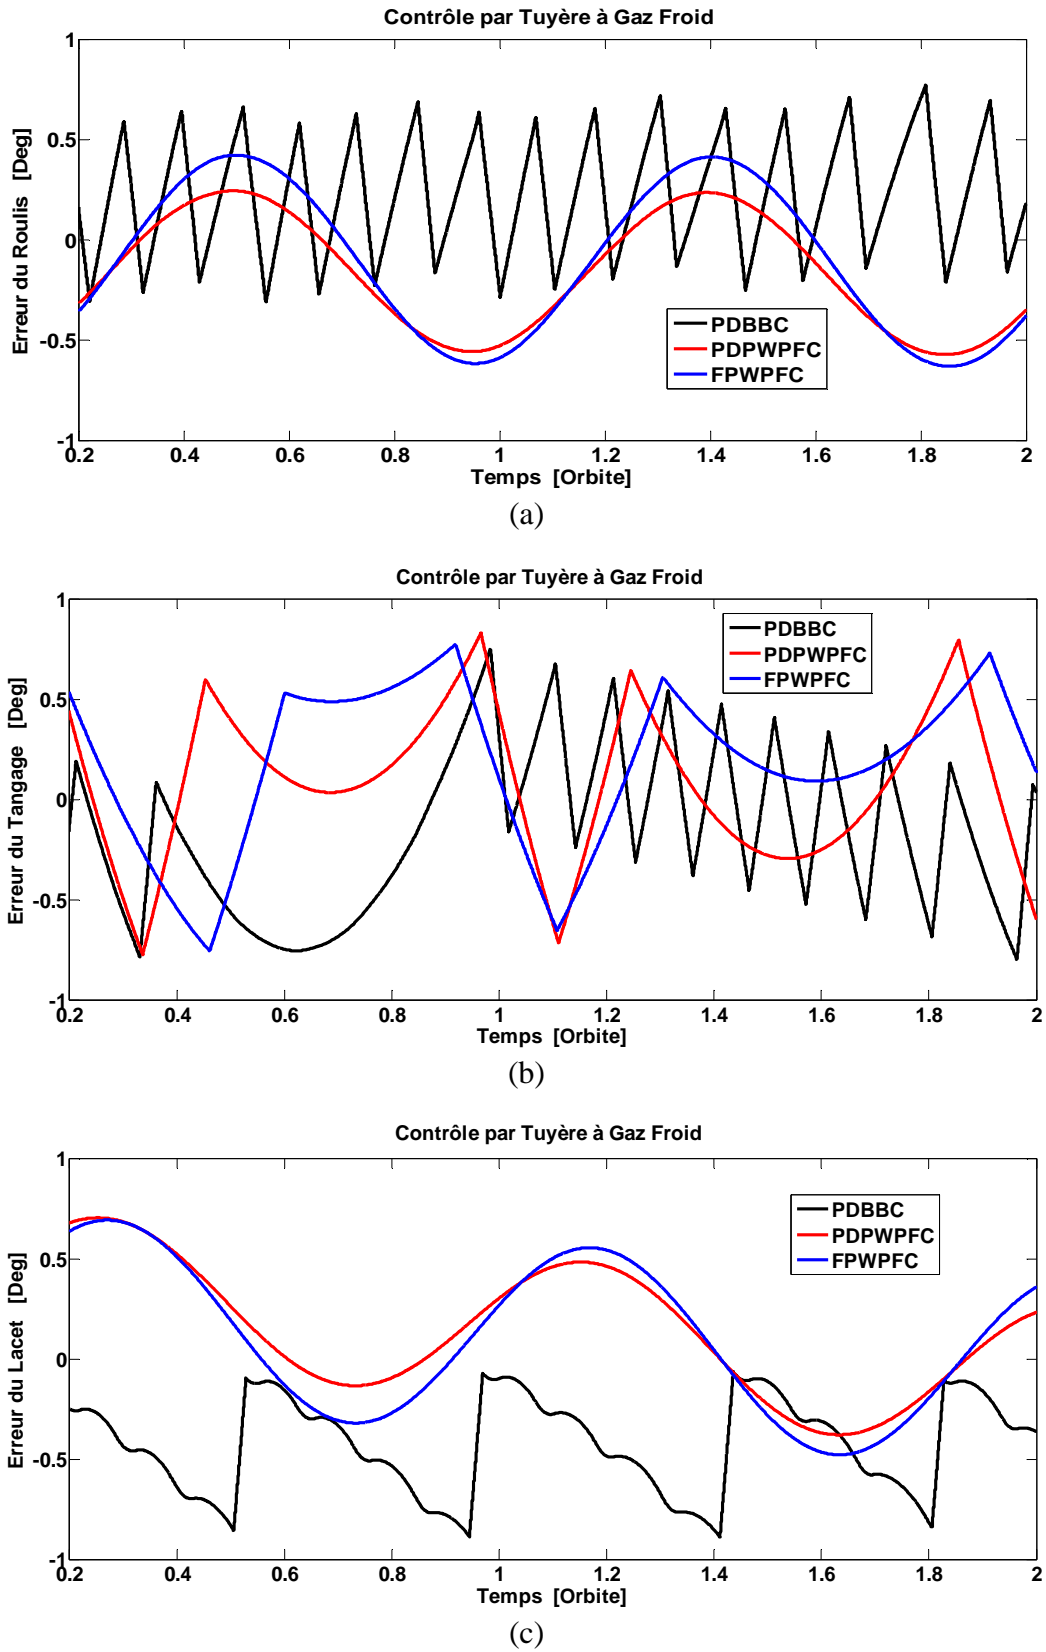 Contrôle par Tuyère à Gaz Froid
Erreur du Roulis [Deg]
1
0.5
0
-0.5
-1
PDBBC
PDPWPFC
FPWPFC
0.2 0.4 0.6 0.8 1 1.2 1.4 1.6 1.8 2
Temps [Orbite]
(a)
Contrôle par Tuyère à Gaz Froid
Erreur du Tangage [Deg]
1
0.5
0
-0.5
-1
PDBBC
PDPWPFC
FPWPFC
0.2 0.4 0.6 0.8 1 1.2 1.4 1.6 1.8 2
Temps [Orbite]
(b)
Contrôle par Tuyère à Gaz Froid
Erreur du Lacet [Deg]
1
0.5
0
-0.5
-1
PDBBC
PDPWPFC
FPWPFC
0.2 0.4 0.6 0.8 1 1.2 1.4 1.6 1.8 2
Temps [Orbite]
(c)